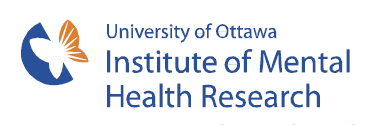 University of Ottawa
Institute of Mental
Health Research